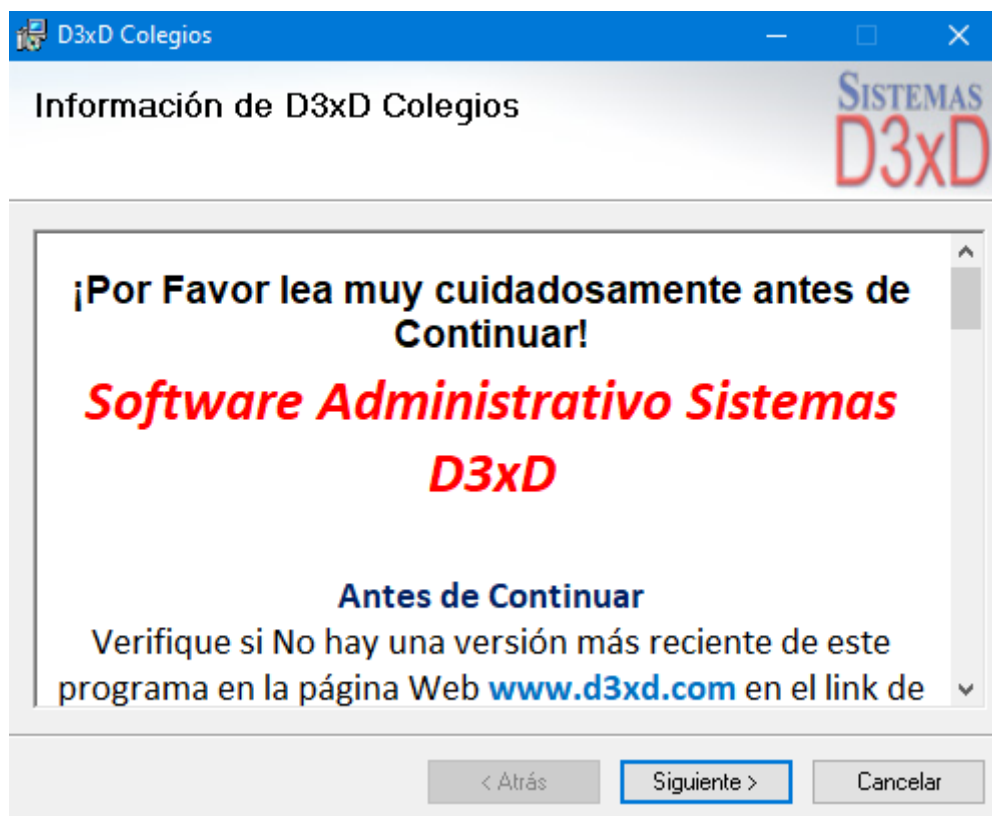 D3xD Colegios
Información de D3xD Colegios
SISTEMAS
D3xD
¡Por Favor lea muy cuidadosamente antes de
Continuar!
Software Administrativo Sistemas
D3xD
Antes de Continuar
Verifique si No hay una versión más reciente de este
programa en la página Web www.d3xd.com en el link de
< Atrás
Siguiente >
Cancelar